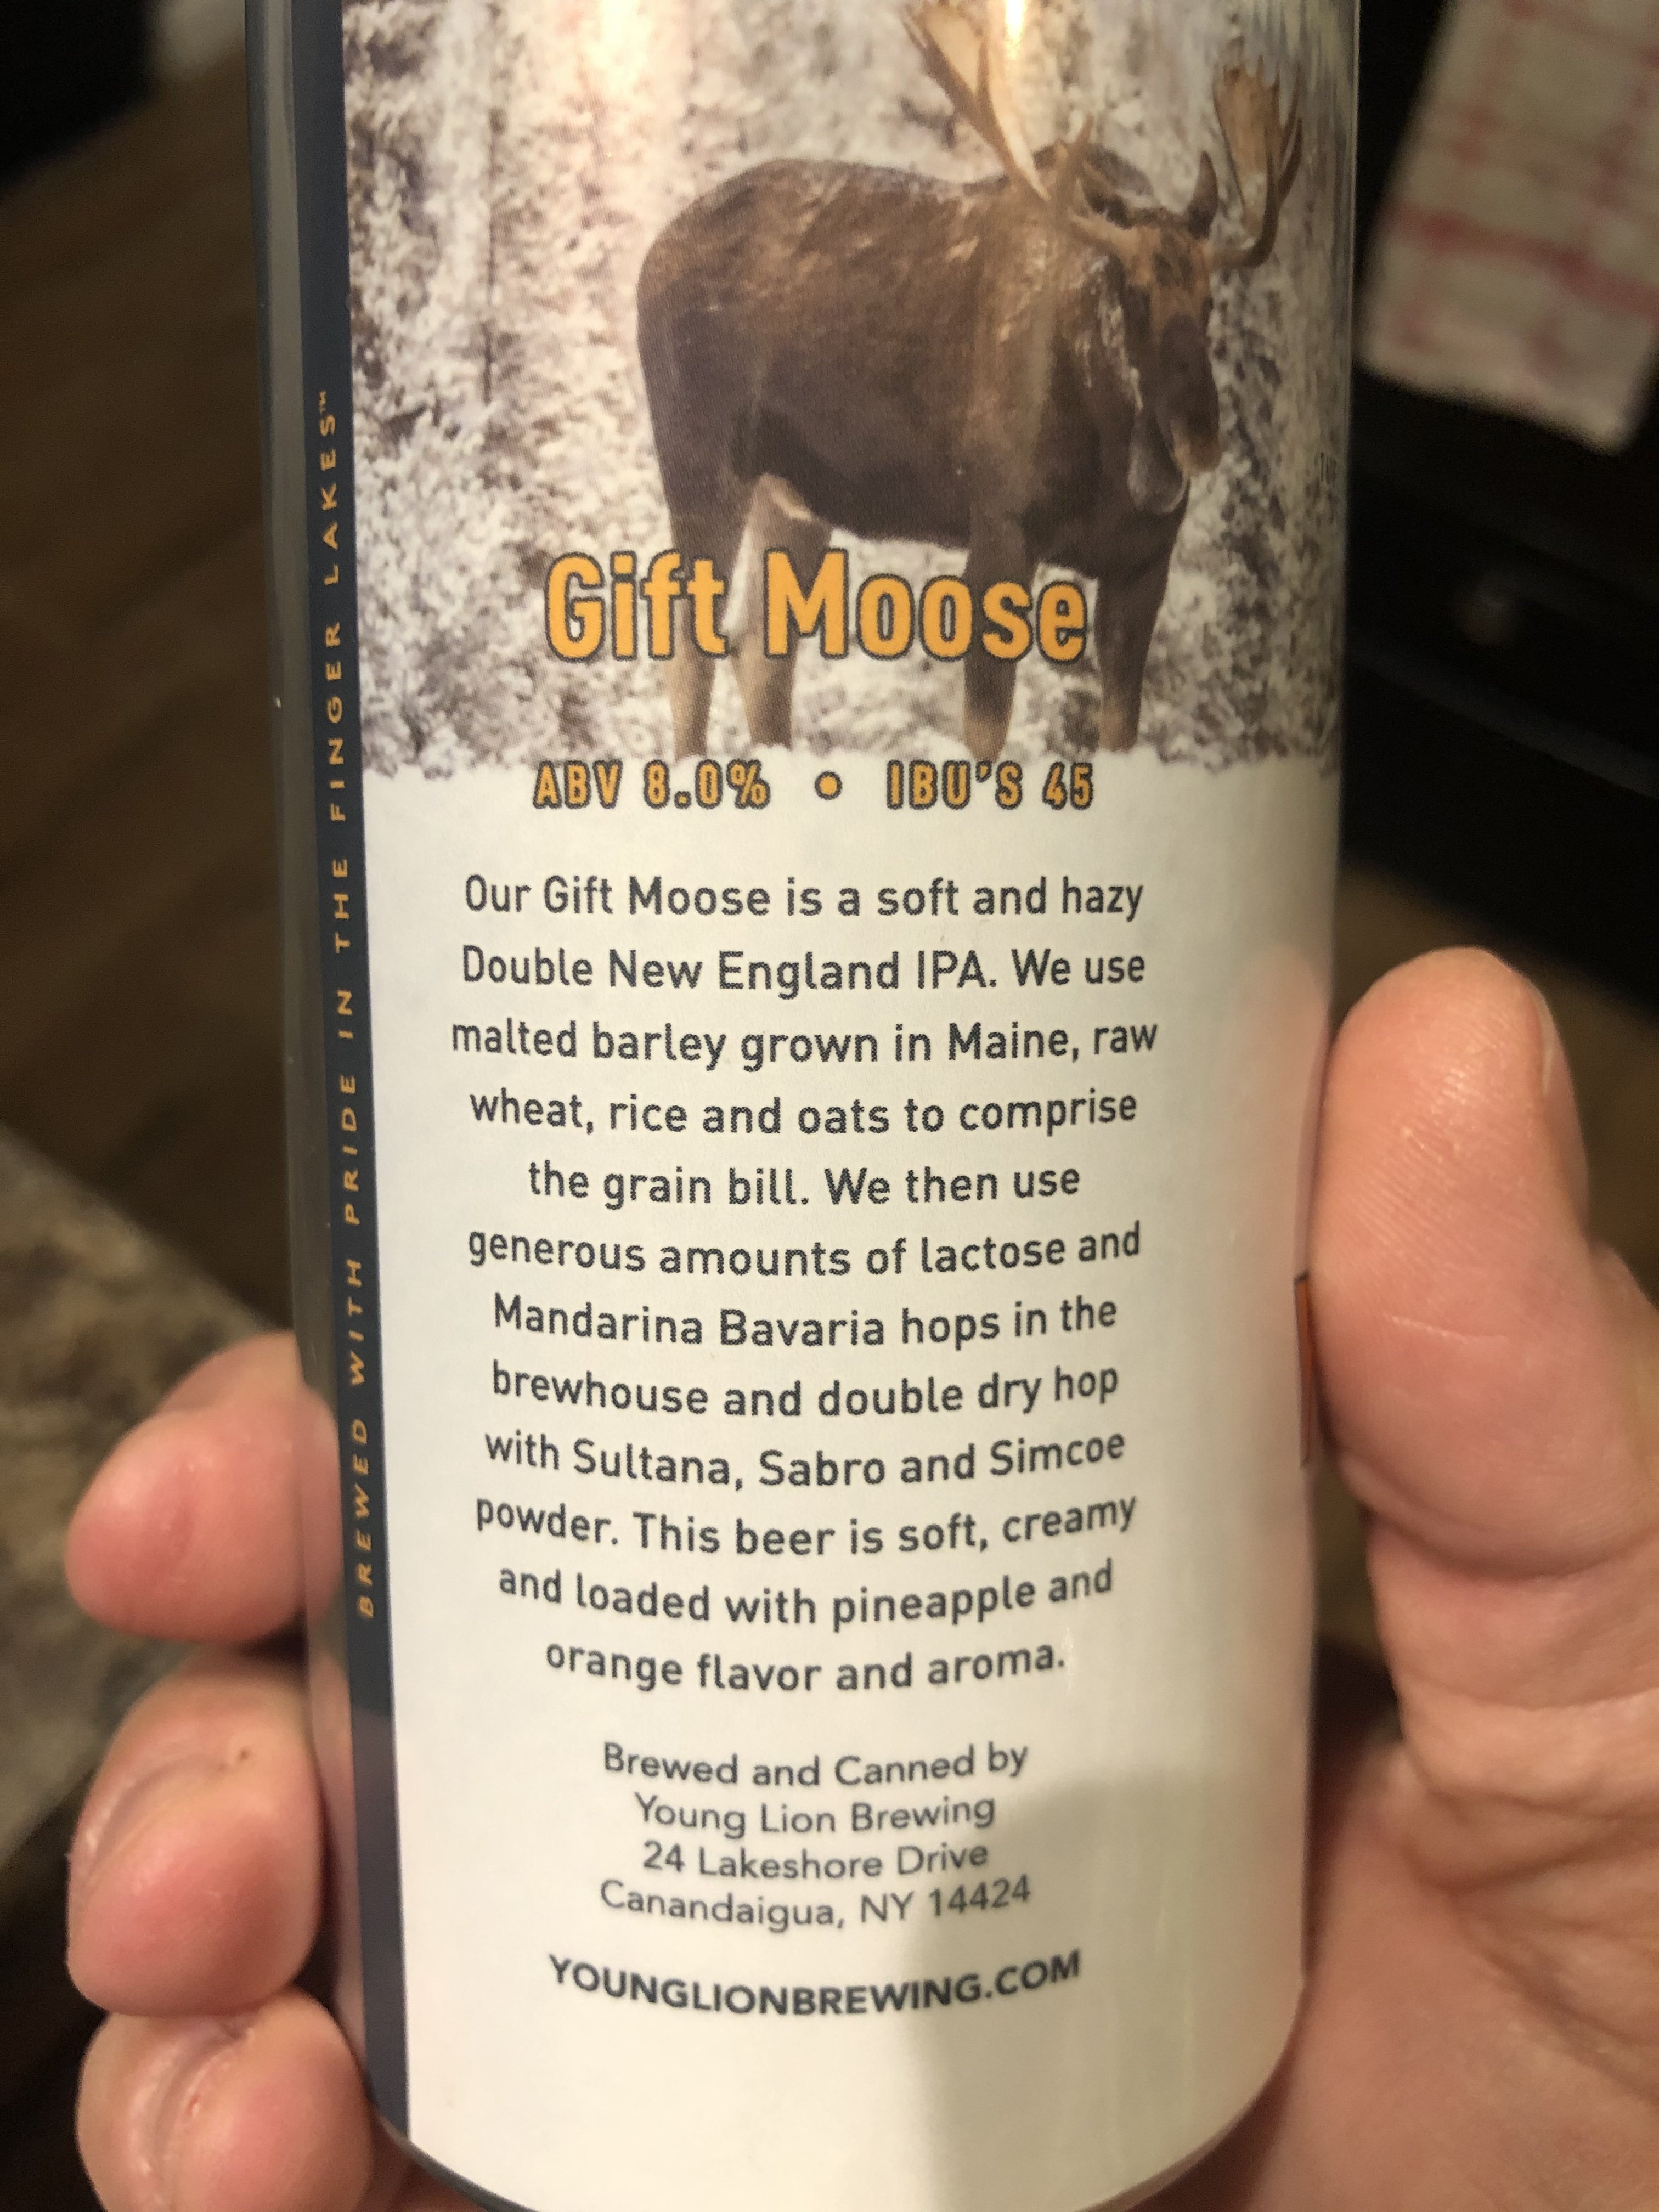 Gift Moose
ABV 8.0% • IBU'S 45
Our Gift Moose is a soft and hazy
Double New England IPA. We use
malted barley grown in Maine, raw
wheat, rice and oats to comprise
the grain bill. We then use
generous amounts of lactose and
Mandarina Bavaria hops in the
brewhouse and double dry hop
with Sultana, Sabro and Simcoe
powder. This beer is soft, creamy
and loaded with pineapple and
orange flavor and aroma.
Brewed and Canned by
Young Lion Brewing
24 Lakeshore Drive
Canandaigua, NY 14424
YOUNGLIONBREWING.COM
BREWED WITH PRIDE IN THE FINGER LAKES™